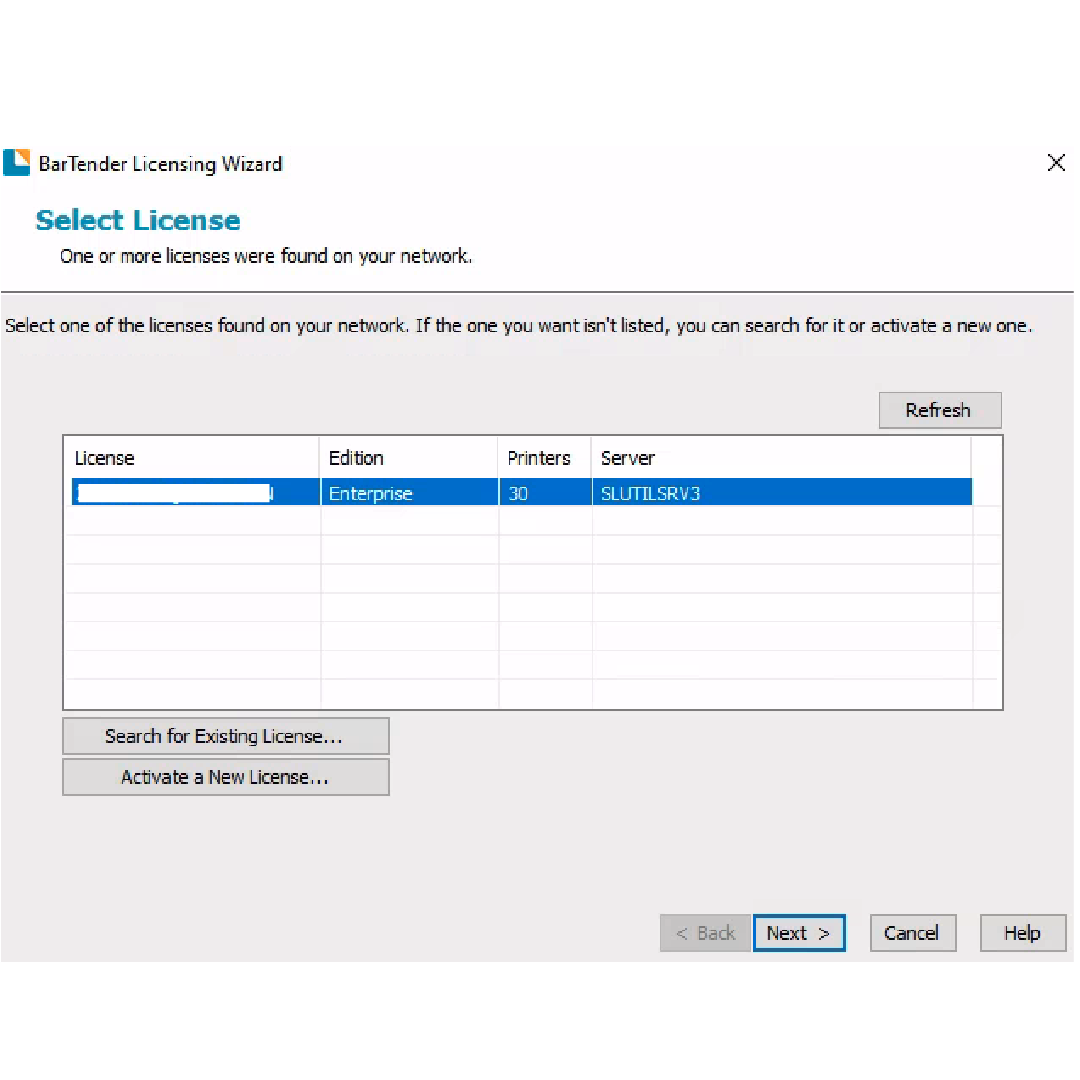 BarTender Licensing Wizard
Select License
One or more licenses were found on your network.
Select one of the licenses found on your network. If the one you want isn't listed, you can search for it or activate a new one.
Refresh
License Edition Printers Server
Enterprise 30 SLUTILSRV3
Search for Existing License...
Activate a New License...
< Back Next > Cancel Help